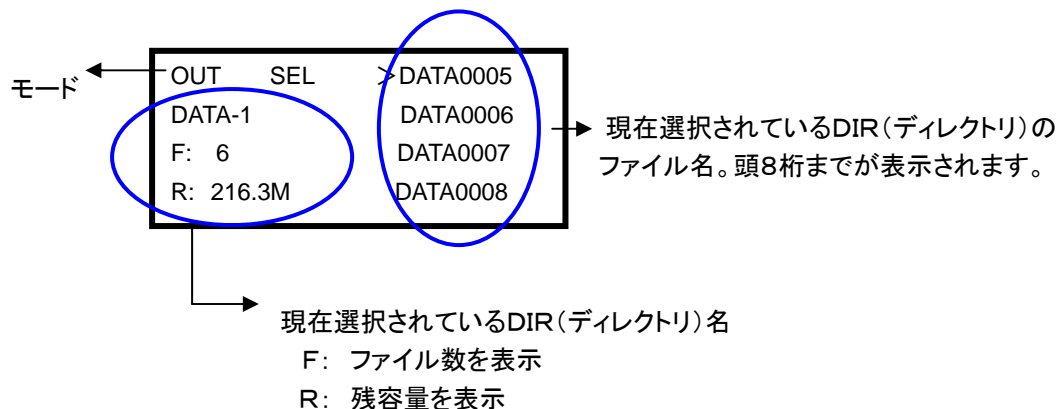 モード
OUT SEL >DATA0005
DATA-1 DATA0006
F: 6 DATA0007
R: 216.3M DATA0008
現在選択されているDIR(ディレクトリ)の
ファイル名。頭8桁までが表示されます。
現在選択されているDIR(ディレクトリ)名
F: ファイル数を表示
R: 残容量を表示